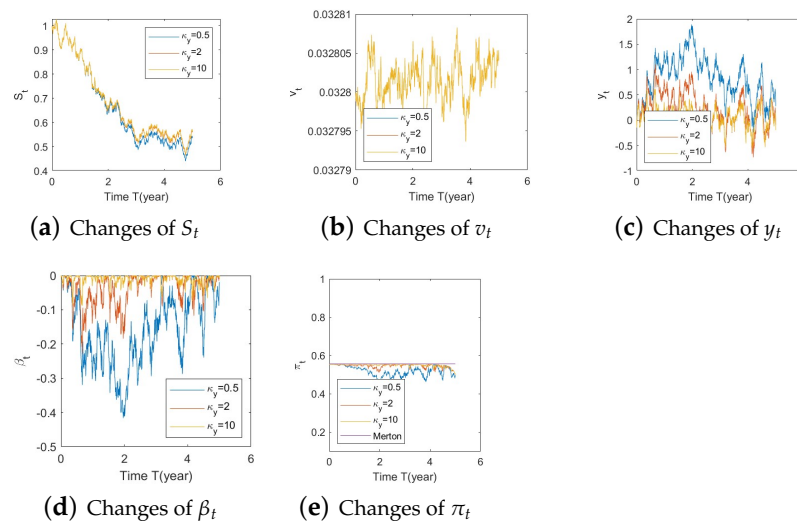 1
0.9
0.8
0.7
0.6
0.5
0.4
S_t
0 2 4 6
Time T(year)
κ_y=0.5
κ_y=2
κ_y=10
(a) Changes of S_t
0.03281
0.032805
0.0328
0.032795
0.03279
v_t
0 2 4 6
Time T(year)
κ_y=0.5
κ_y=2
κ_y=10
(b) Changes of v_t
2
1.5
1
0.5
0
-0.5
-1
y_t
0 2 4 6
Time T(year)
κ_y=0.5
κ_y=2
κ_y=10
(c) Changes of y_t
0
-0.1
-0.2
-0.3
-0.4
-0.5
β_t
0 2 4 6
Time T(year)
κ_y=0.5
κ_y=2
κ_y=10
(d) Changes of β_t
1
0.8
0.6
0.4
0.2
π_t
0 2 4 6
Time T(year)
κ_y=0.5
κ_y=2
κ_y=10
Merton
(e) Changes of π_t